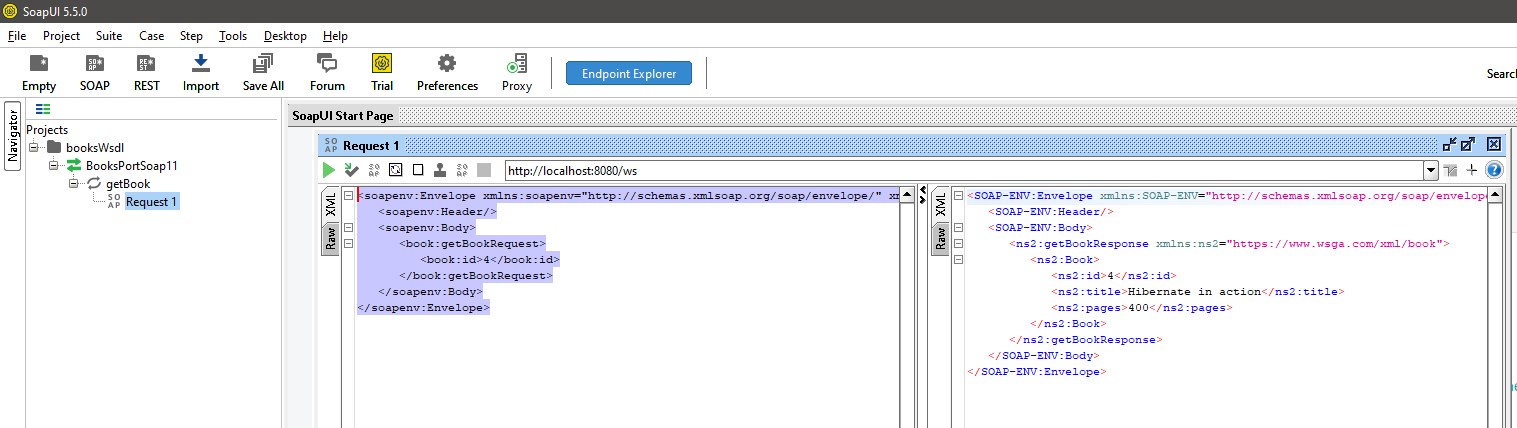 SoapUI 5.5.0
File Project Suite Case Step Tools Desktop Help
Empty SOAP REST Import Save All Forum Trial Preferences Proxy Endpoint Explorer Search
Navigator
Projects
booksWsdl
BooksPortSoap11
getBook
SO AP Request 1
SoapUI Start Page
SO AP Request 1
http://localhost:8080/ws
XML
Raw
<soapenv:Envelope xmlns:soapenv="http://schemas.xmlsoap.org/soap/envelope/" xm
<soapenv:Header/>
<soapenv:Body>
<book:getBookRequest>
<book:id>4</book:id>
</book:getBookRequest>
</soapenv:Body>
</soapenv:Envelope>
XML
Raw
<SOAP-ENV:Envelope xmlns:SOAP-ENV="http://schemas.xmlsoap.org/soap/envelope
<SOAP-ENV:Header/>
<SOAP-ENV:Body>
<ns2:getBookResponse xmlns:ns2="https://www.wsga.com/xml/book">
<ns2:Book>
<ns2:id>4</ns2:id>
<ns2:title>Hibernate in action</ns2:title>
<ns2:pages>400</ns2:pages>
</ns2:Book>
</ns2:getBookResponse>
</SOAP-ENV:Body>
</SOAP-ENV:Envelope>